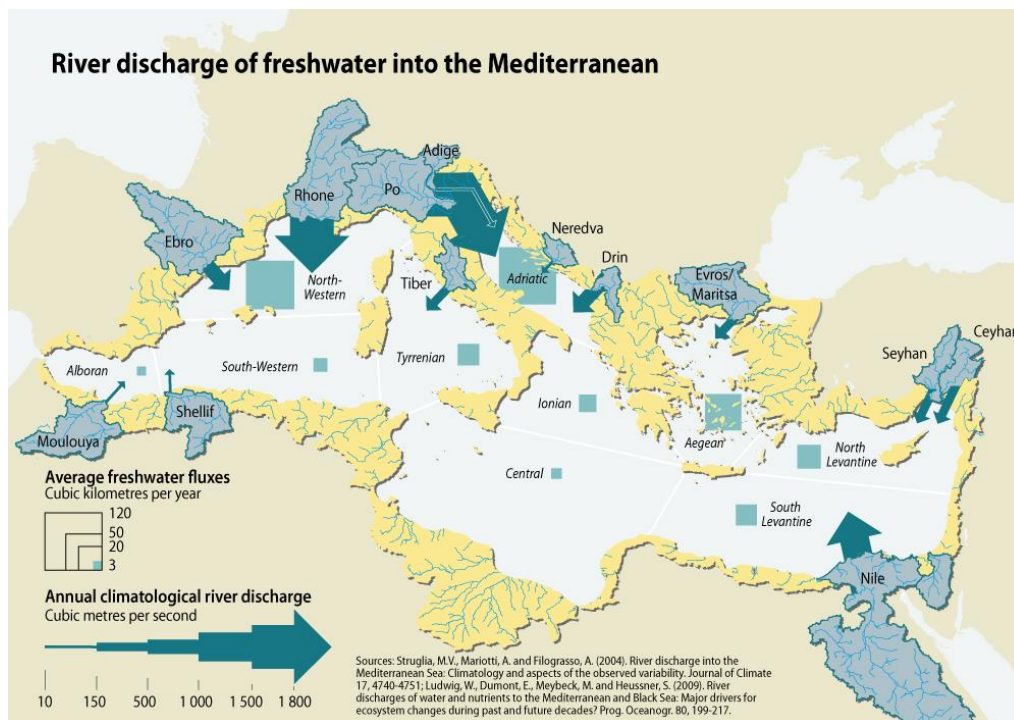 River discharge of freshwater into the Mediterranean
Adige
Rhone
Po
Ebro
Neredva
Drin
Evros/
Maritsa
Tiber
Adriatic
North-
Western
Ceyhan
Seyhan
Alboran
South-Western
Tyrrenian
Ionian
Aegean
North
Levantine
Shellif
Moulouya
Central
South
Levantine
Nile
Average freshwater fluxes
Cubic kilometres per year
120
50
20
3
Annual climatological river discharge
Cubic metres per second
10 150 500 1 000 1 500 1 800
Sources: Struglia, M.V., Mariotti, A. and Filograsso, A. (2004). River discharge into the
Mediterranean Sea: Climatology and aspects of the observed variability. Journal of Climate
17, 4740-4751; Ludwig, W., Dumont, E., Meybeck, M. and Heussner, S. (2009). River
discharges of water and nutrients to the Mediterranean and Black Sea: Major drivers for
ecosystem changes during past and future decades? Prog. Oceanogr. 80, 199-217.